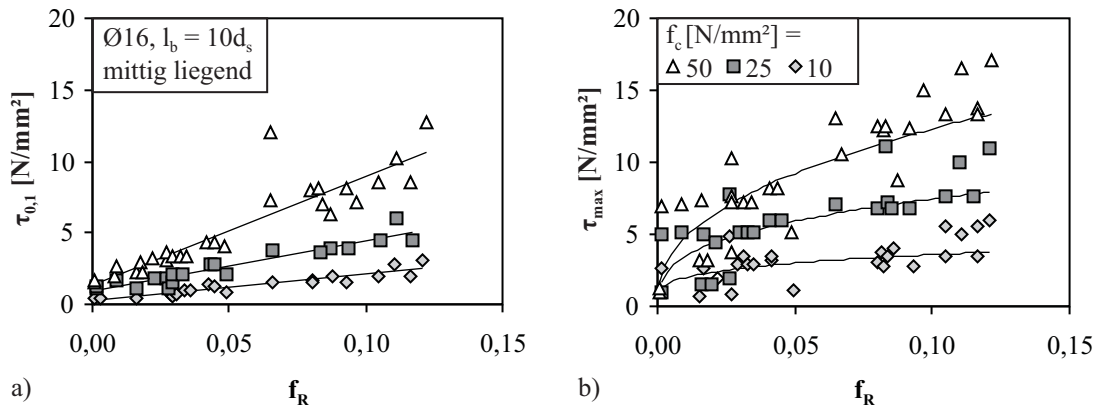 Ø16, l_b = 10d_s
mittig liegend
20
15
10
5
0
τ_0,1 [N/mm²]
0,00 0,05 0,10 0,15
f_R
a)
f_c [N/mm²] =
50 25 10
20
15
10
5
0
τ_max [N/mm²]
0,00 0,05 0,10 0,15
f_R
b)